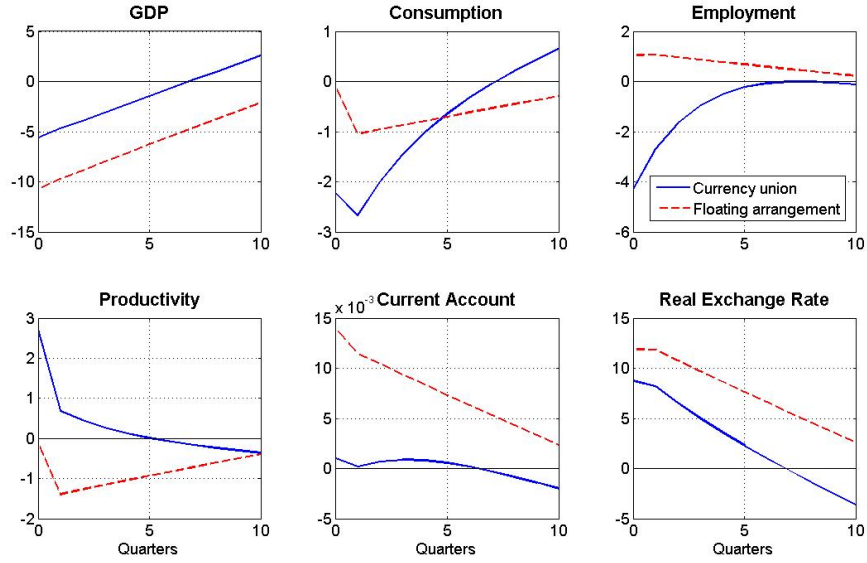 GDP
5
0
-5
-10
-15
0 5 10
Consumption
1
0
-1
-2
-3
0 5 10
Employment
2
0
-2
-4
-6
0 5 10
Currency union
Floating arrangement
Productivity
3
2
1
0
-1
-2
0 5 10
Quarters
x 10⁻³ Current Account
15
10
5
0
-5
0 5 10
Quarters
Real Exchange Rate
15
10
5
0
-5
0 5 10
Quarters